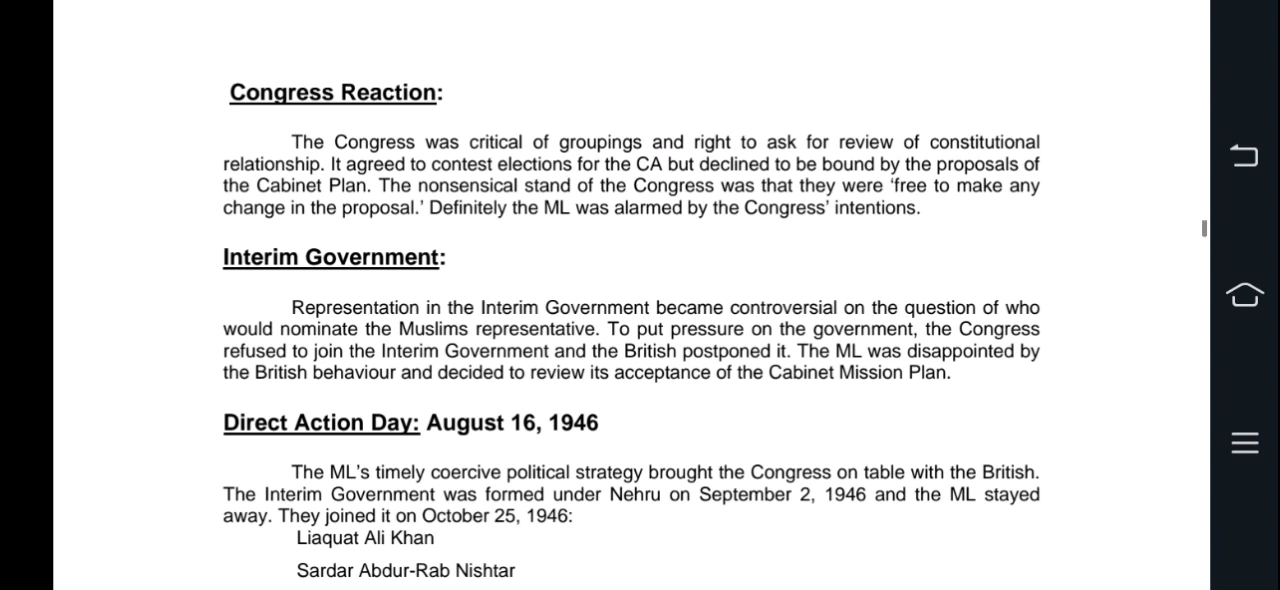 Congress Reaction:
The Congress was critical of groupings and right to ask for review of constitutional
relationship. It agreed to contest elections for the CA but declined to be bound by the proposals of
the Cabinet Plan. The nonsensical stand of the Congress was that they were ‘free to make any
change in the proposal.’ Definitely the ML was alarmed by the Congress’ intentions.
Interim Government:
Representation in the Interim Government became controversial on the question of who
would nominate the Muslims representative. To put pressure on the government, the Congress
refused to join the Interim Government and the British postponed it. The ML was disappointed by
the British behaviour and decided to review its acceptance of the Cabinet Mission Plan.
Direct Action Day: August 16, 1946
The ML’s timely coercive political strategy brought the Congress on table with the British.
The Interim Government was formed under Nehru on September 2, 1946 and the ML stayed
away. They joined it on October 25, 1946:
Liaquat Ali Khan
Sardar Abdur-Rab Nishtar